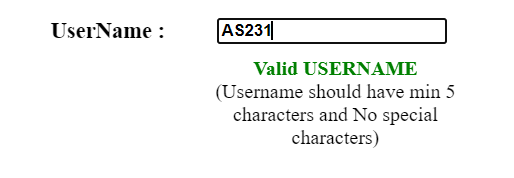 UserName : AS231
Valid USERNAME
(Username should have min 5
characters and No special
characters)